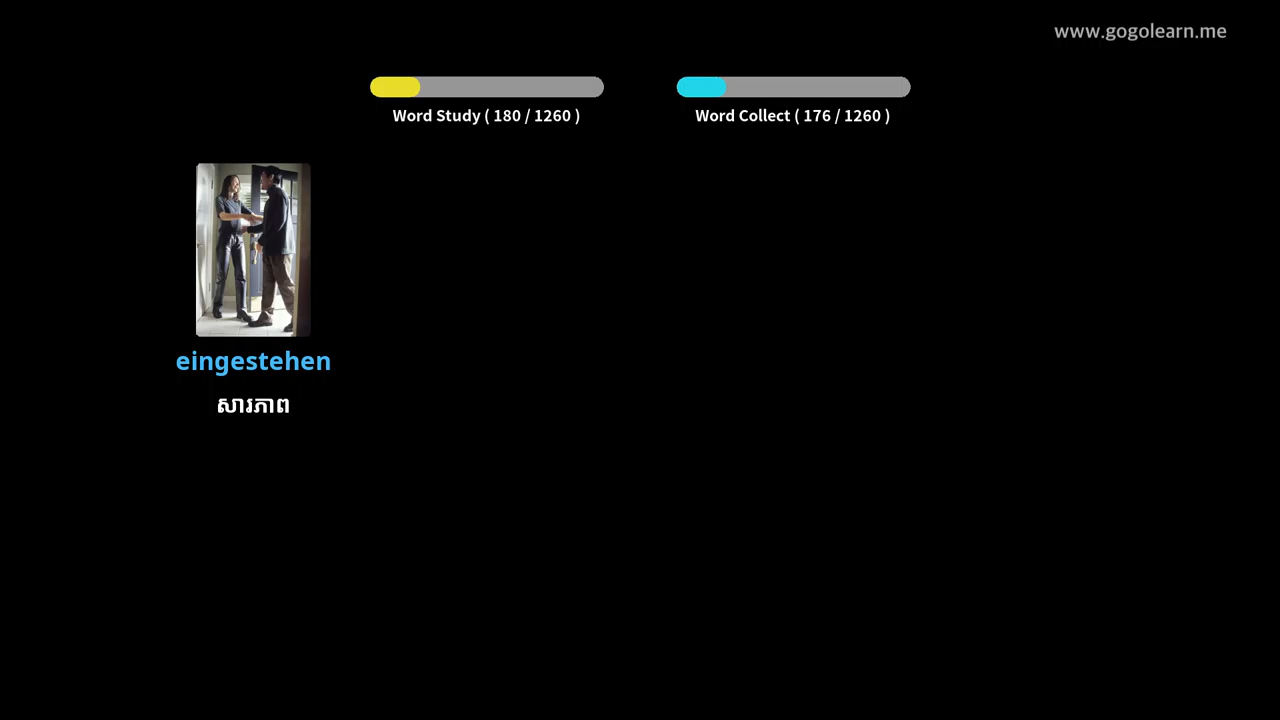 www.gogolearn.me
Word Study ( 180 / 1260 )
Word Collect ( 176 / 1260 )
eingestehen
សារភាព